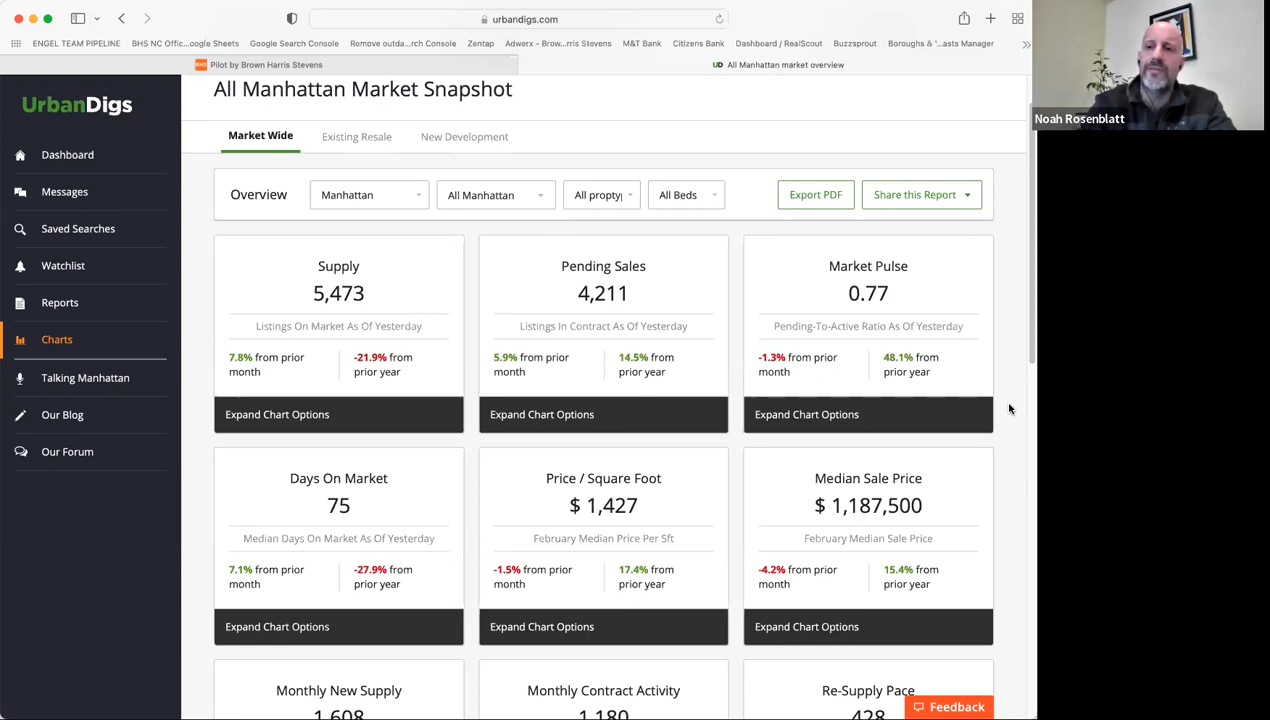 urbandigs.com
ENGEL TEAM PIPELINE BHS NC Offic...oogle Sheets Google Search Console Remove outda...rch Console Zentap Adwerx - Brow...rris Stevens M&T Bank Citizens Bank Dashboard / RealScout Buzzsprout Boroughs & '...asts Manager
BHS Pilot by Brown Harris Stevens
UD All Manhattan market overview
Noah Rosenblatt
UrbanDigs
Dashboard
Messages
Saved Searches
Watchlist
Reports
Charts
Talking Manhattan
Our Blog
Our Forum
All Manhattan Market Snapshot
Market Wide Existing Resale New Development
Overview Manhattan All Manhattan All proptyp All Beds Export PDF Share this Report
Supply
5,473
Listings On Market As Of Yesterday
7.8% from prior month
-21.9% from prior year
Expand Chart Options
Pending Sales
4,211
Listings In Contract As Of Yesterday
5.9% from prior month
14.5% from prior year
Expand Chart Options
Market Pulse
0.77
Pending-To-Active Ratio As Of Yesterday
-1.3% from prior month
48.1% from prior year
Expand Chart Options
Days On Market
75
Median Days On Market As Of Yesterday
7.1% from prior month
-27.9% from prior year
Expand Chart Options
Price / Square Foot
$ 1,427
February Median Price Per Sft
-1.5% from prior month
17.4% from prior year
Expand Chart Options
Median Sale Price
$ 1,187,500
February Median Sale Price
-4.2% from prior month
15.4% from prior year
Expand Chart Options
Monthly New Supply
1,608
Monthly Contract Activity
1,180
Re-Supply Pace
428
Feedback